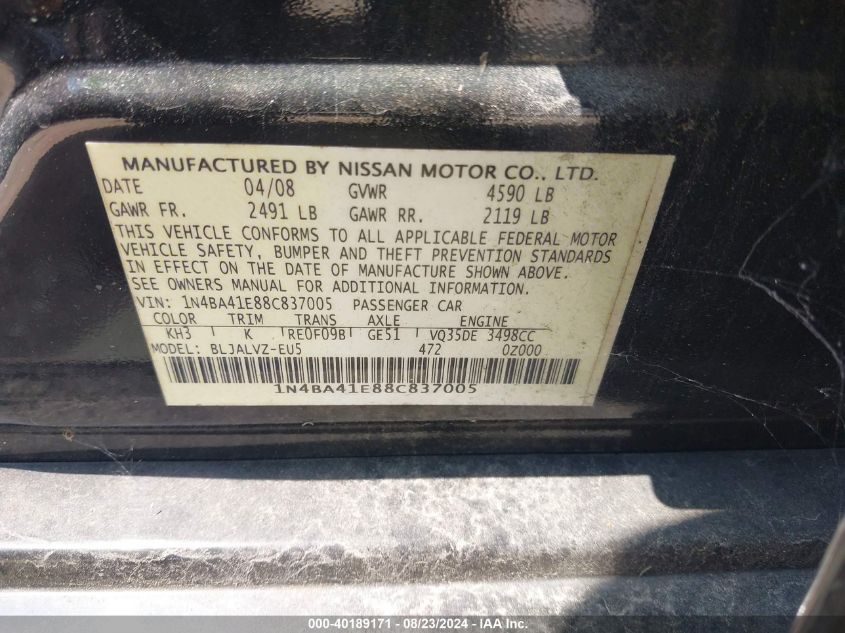 MANUFACTURED BY NISSAN MOTOR CO., LTD.
DATE 04/08 GVWR 4590 LB
GAWR FR. 2491 LB GAWR RR. 2119 LB
THIS VEHICLE CONFORMS TO ALL APPLICABLE FEDERAL MOTOR
VEHICLE SAFETY, BUMPER AND THEFT PREVENTION STANDARDS
IN EFFECT ON THE DATE OF MANUFACTURE SHOWN ABOVE.
SEE OWNERS MANUAL FOR ADDITIONAL INFORMATION.
VIN: 1N4BA41E88C837005 PASSENGER CAR
COLOR TRIM TRANS AXLE ENGINE
KH3 K RE0F09B GE51 VQ35DE 3498CC
MODEL: BLJALVZ-EU5 472 0Z000
1N4BA41E88C837005
000-40189171 - 08/23/2024 - IAA Inc.